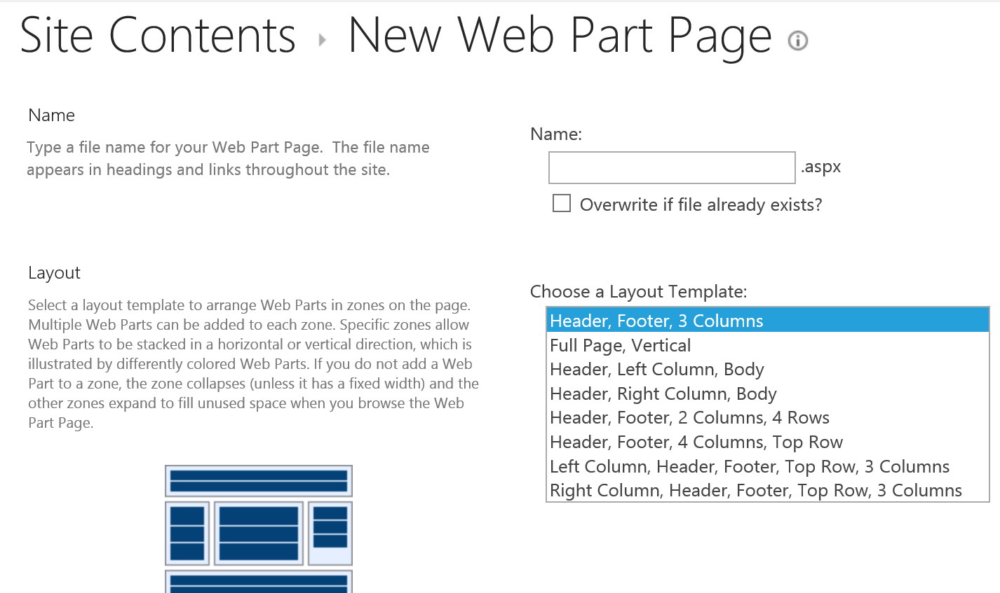 Site Contents ▸ New Web Part Page
Name
Type a file name for your Web Part Page.  The file name
appears in headings and links throughout the site.
Name:
.aspx
Overwrite if file already exists?
Layout
Select a layout template to arrange Web Parts in zones on the page.
Multiple Web Parts can be added to each zone. Specific zones allow
Web Parts to be stacked in a horizontal or vertical direction, which is
illustrated by differently colored Web Parts. If you do not add a Web
Part to a zone, the zone collapses (unless it has a fixed width) and the
other zones expand to fill unused space when you browse the Web
Part Page.
Choose a Layout Template:
Header, Footer, 3 Columns
Full Page, Vertical
Header, Left Column, Body
Header, Right Column, Body
Header, Footer, 2 Columns, 4 Rows
Header, Footer, 4 Columns, Top Row
Left Column, Header, Footer, Top Row, 3 Columns
Right Column, Header, Footer, Top Row, 3 Columns